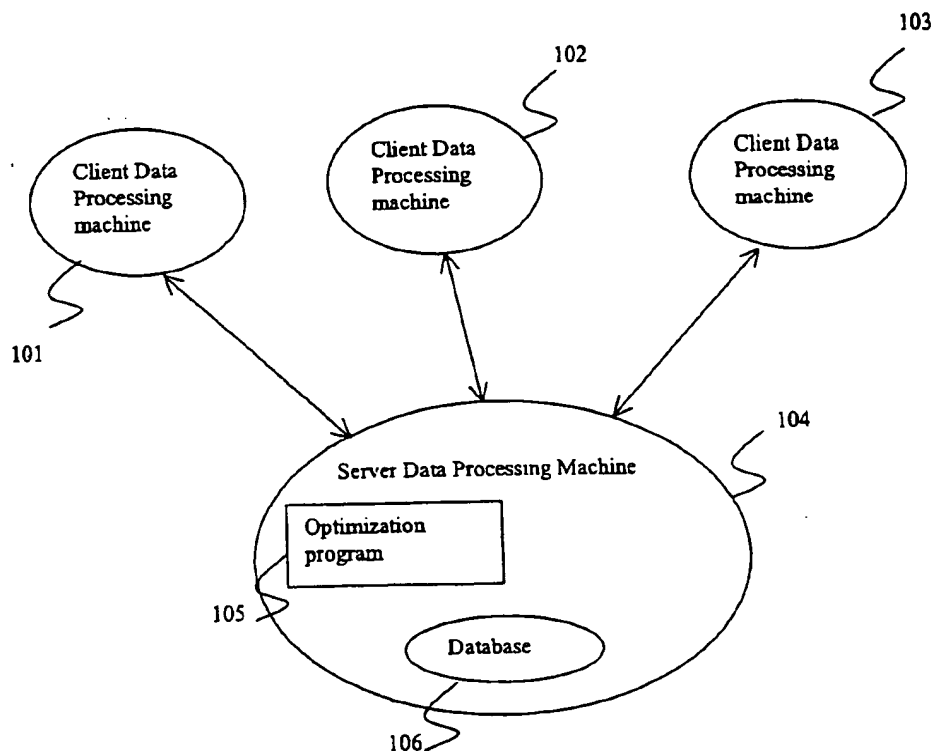 103
102
Client Data
Processing
machine
Client Data
Processing
machine
Client Data
Processing
machine
101
104
Server Data Processing Machine
Optimization
program
105
Database
106